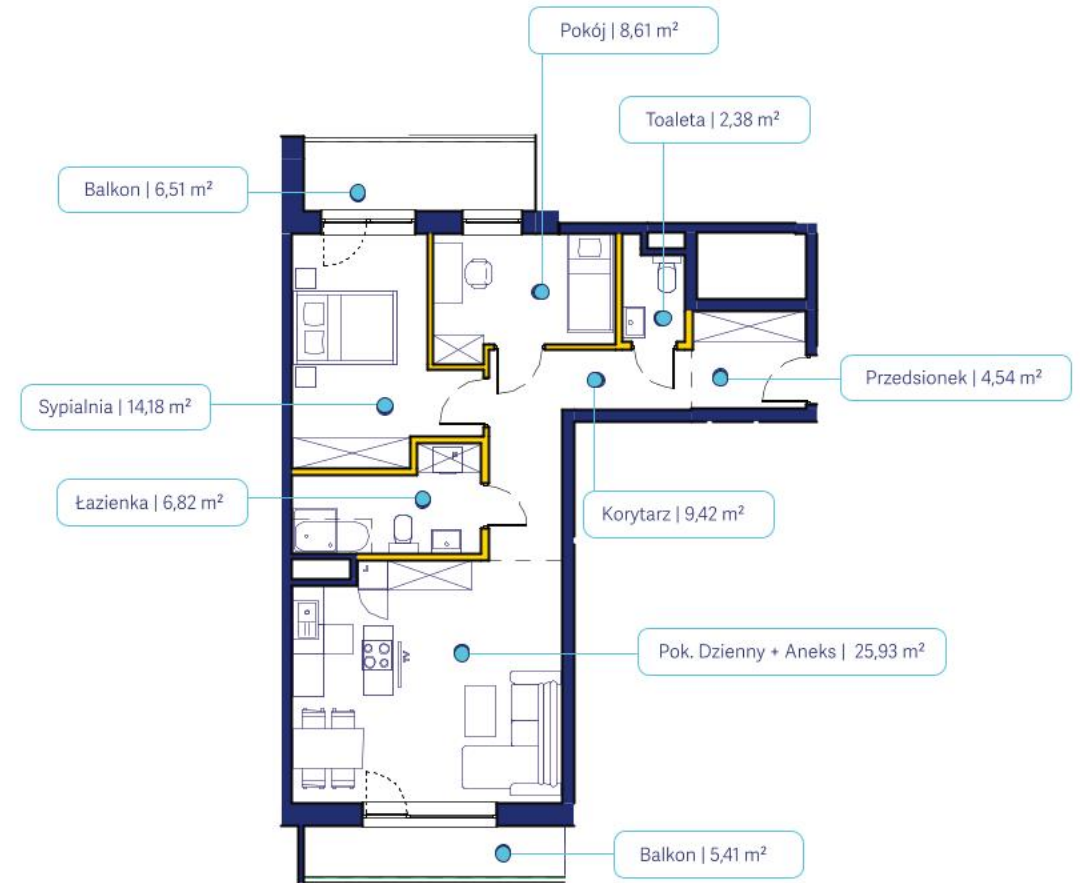 Pokój | 8,61 m²
Toaleta | 2,38 m²
Balkon | 6,51 m²
Przedsionek | 4,54 m²
Sypialnia | 14,18 m²
Łazienka | 6,82 m²
Korytarz | 9,42 m²
Pok. Dzienny + Aneks | 25,93 m²
TV
Balkon | 5,41 m²